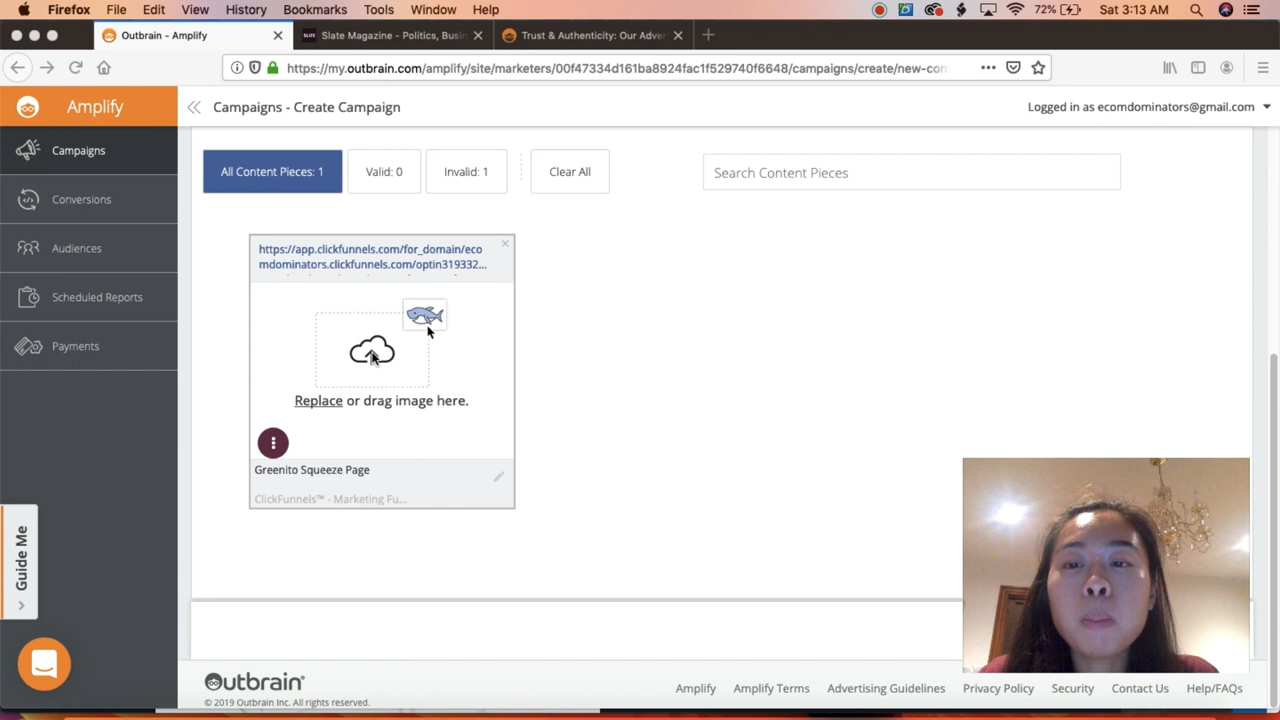 Firefox File Edit View History Bookmarks Tools Window Help 72% Sat 3:13 AM
Outbrain - Amplify Slate Magazine - Politics, Busin Trust & Authenticity: Our Adver
https://my.outbrain.com/amplify/site/marketers/00f47334d161ba8924fac1f529740f6648/campaigns/create/new-con
Amplify Campaigns - Create Campaign Logged in as ecomdominators@gmail.com
Campaigns
Conversions
Audiences
Scheduled Reports
Payments
Guide Me
All Content Pieces: 1 Valid: 0 Invalid: 1 Clear All Search Content Pieces
https://app.clickfunnels.com/for_domain/eco
mdominators.clickfunnels.com/optin319332...
Replace or drag image here.
Greenito Squeeze Page
ClickFunnels™ - Marketing Fu...
Outbrain
© 2019 Outbrain Inc. All rights reserved.
Amplify Amplify Terms Advertising Guidelines Privacy Policy Security Contact Us Help/FAQs